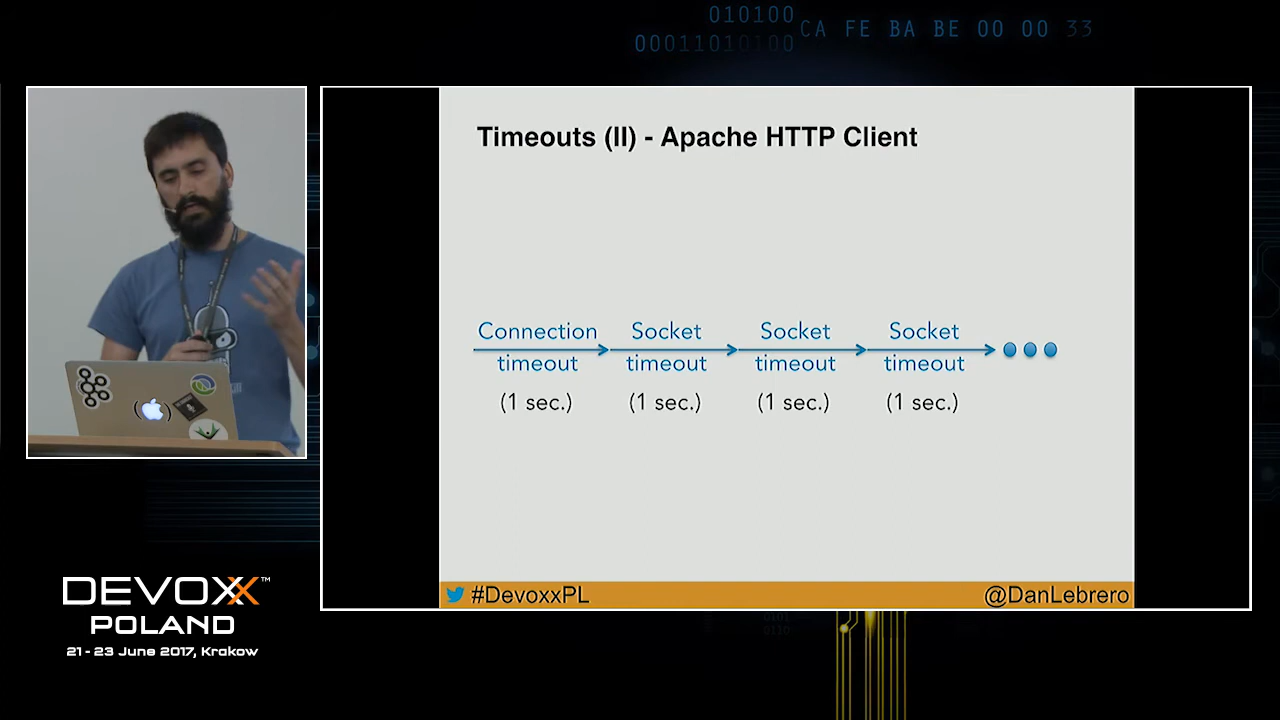 010100
00011010100
CA FE BA BE 00 00 33
Timeouts (II) - Apache HTTP Client
Connection timeout
(1 sec.)
Socket timeout
(1 sec.)
Socket timeout
(1 sec.)
Socket timeout
(1 sec.)
#DevoxxPL
@DanLebrero
DEVOXX™
POLAND
21 - 23 June 2017, Krakow